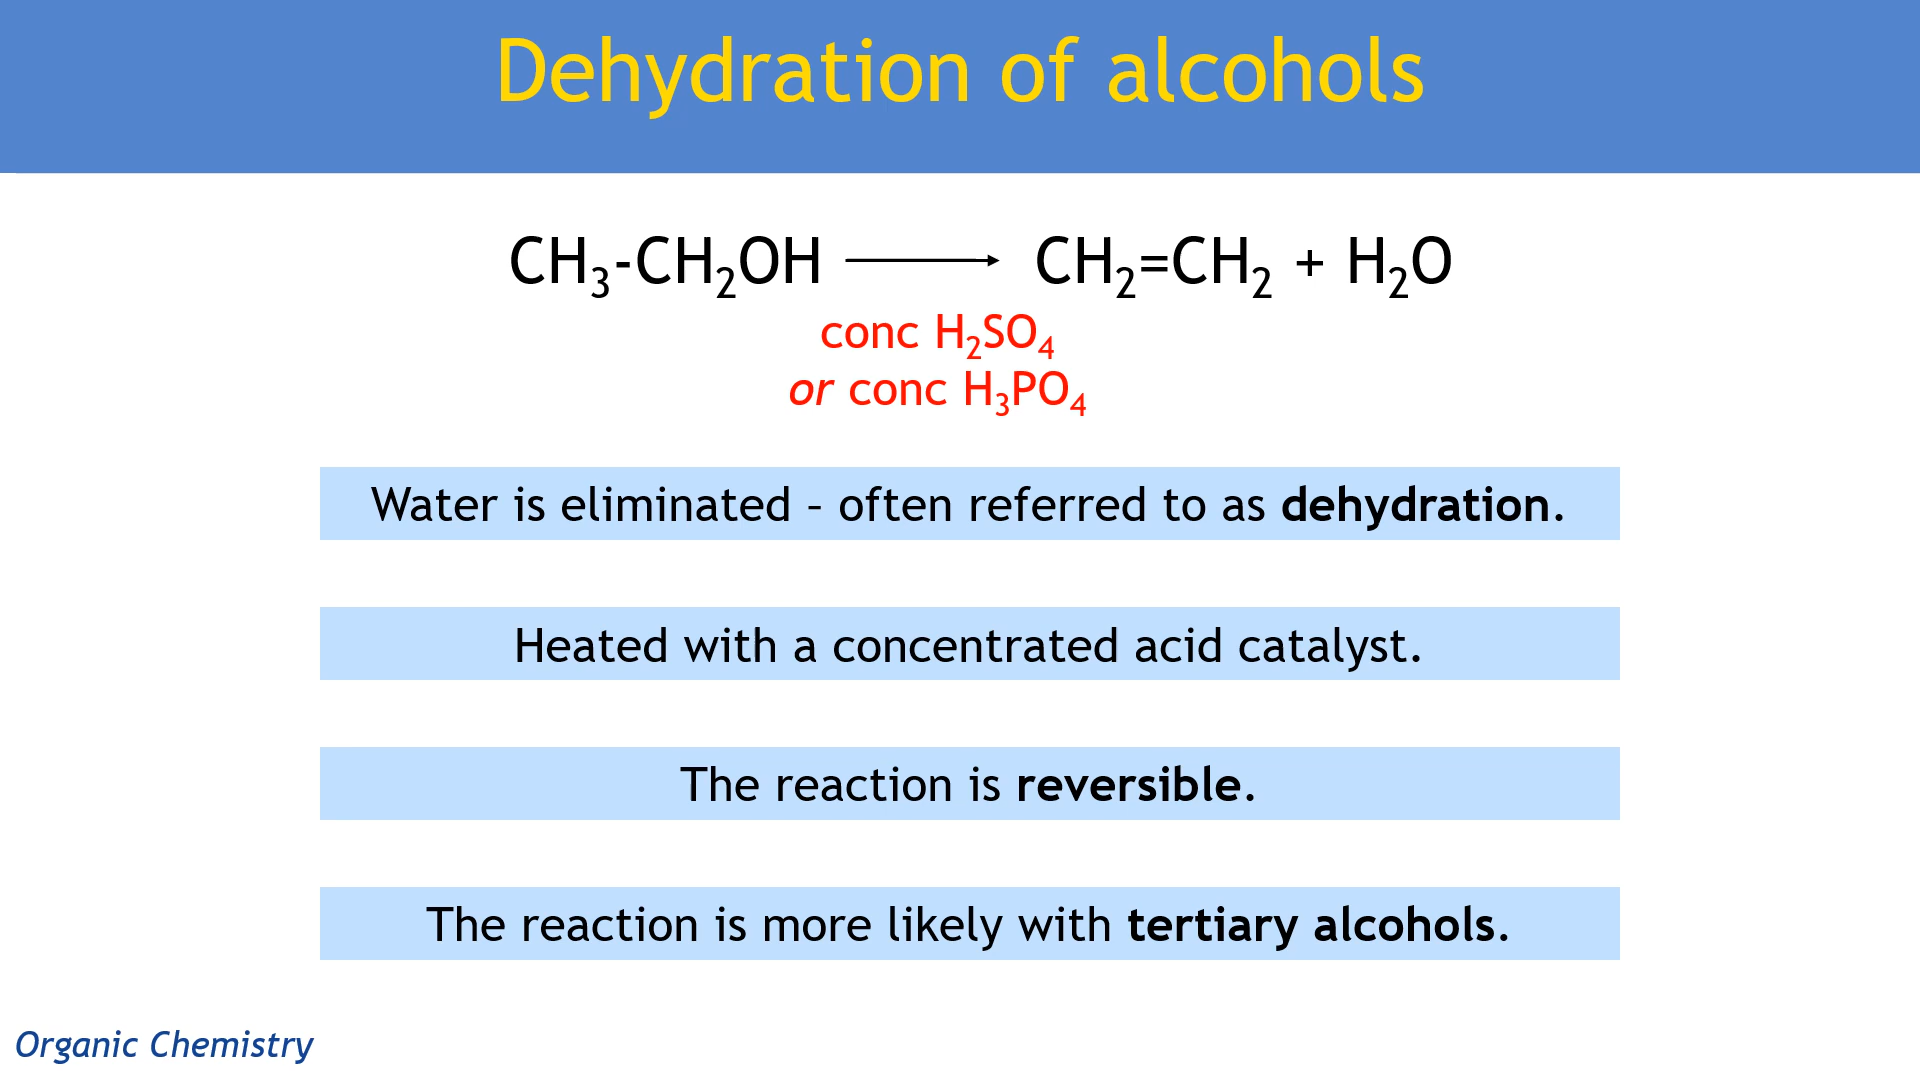 Dehydration of alcohols
CH₃-CH₂OH ⟶ CH₂=CH₂ + H₂O
conc H₂SO₄
or conc H₃PO₄
Water is eliminated – often referred to as dehydration.
Heated with a concentrated acid catalyst.
The reaction is reversible.
The reaction is more likely with tertiary alcohols.
Organic Chemistry